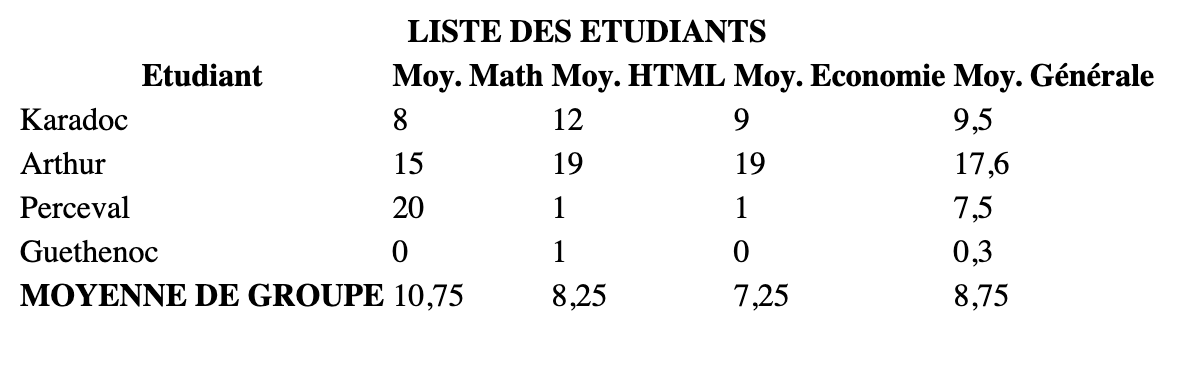 LISTE DES ETUDIANTS
Etudiant Moy. Math Moy. HTML Moy. Economie Moy. Générale
Karadoc 8 12 9 9,5
Arthur 15 19 19 17,6
Perceval 20 1 1 7,5
Guethenoc 0 1 0 0,3
MOYENNE DE GROUPE 10,75 8,25 7,25 8,75